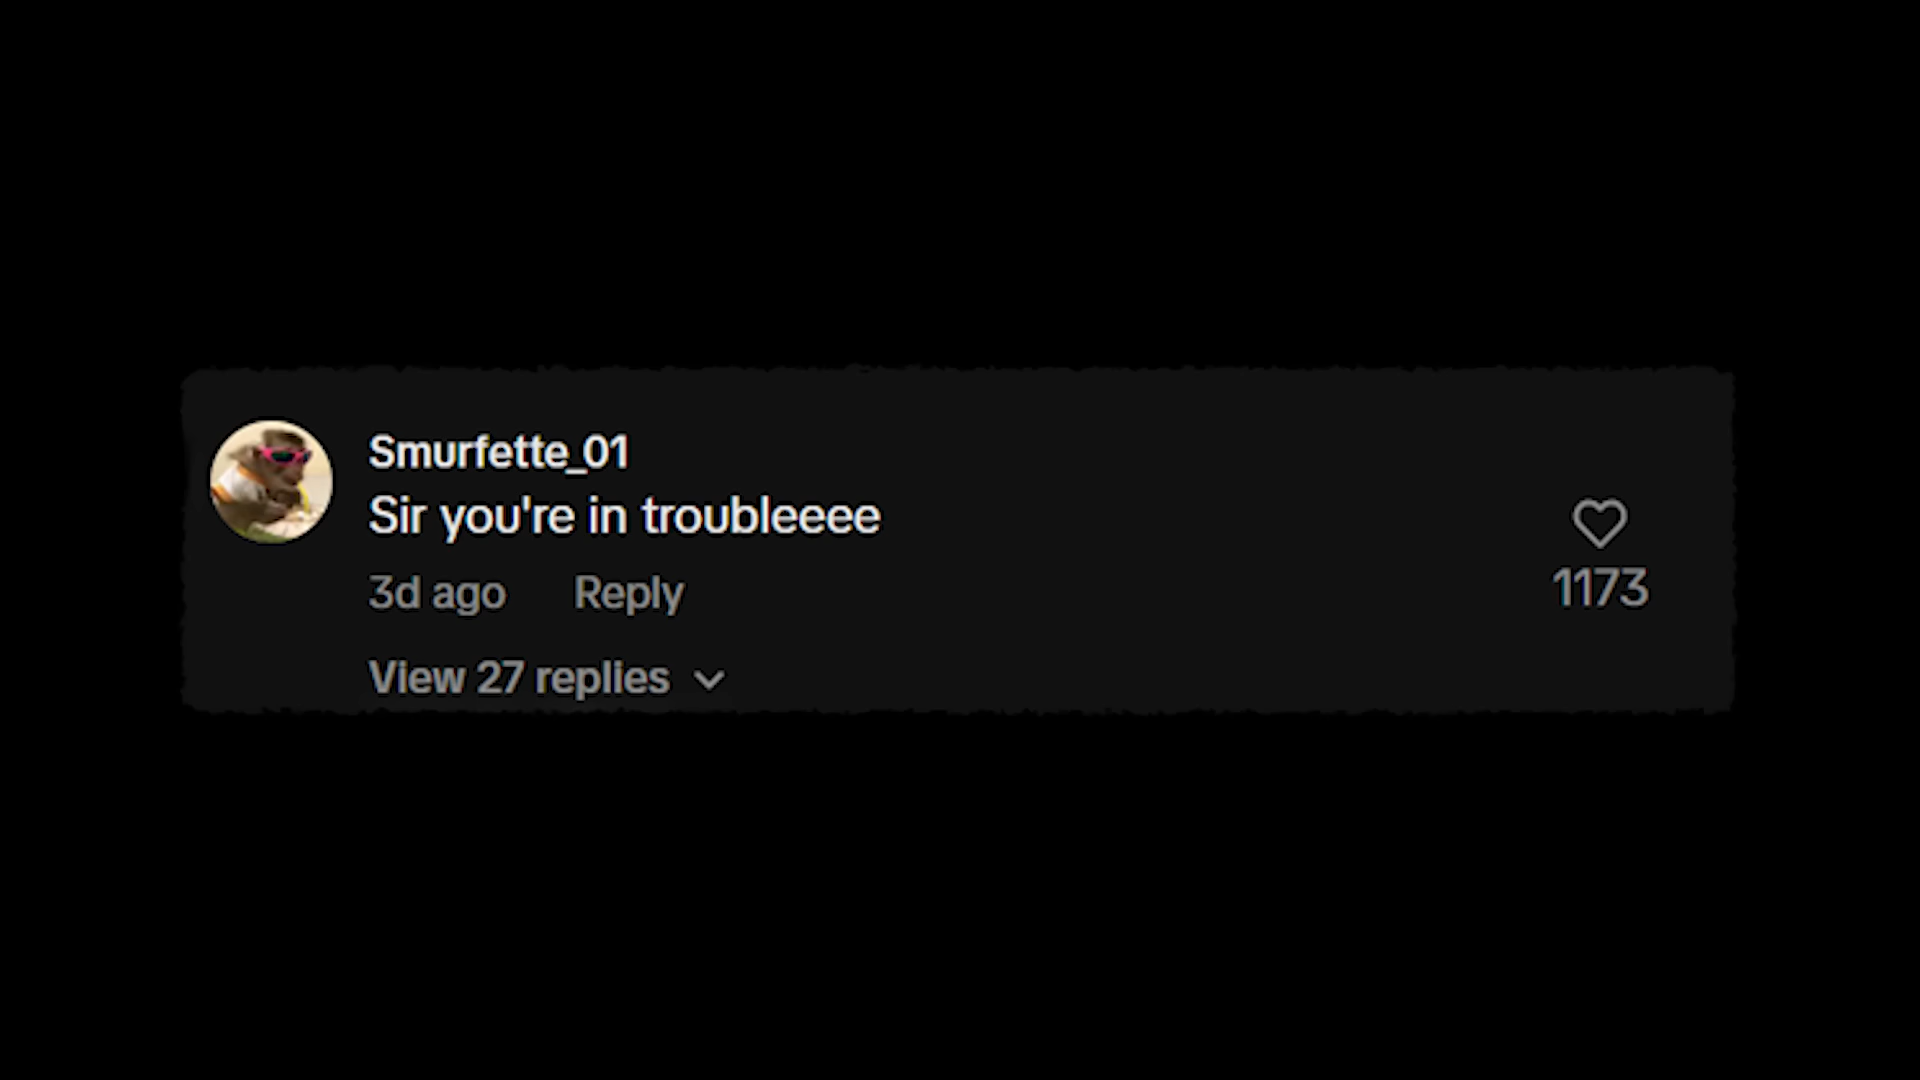 Smurfette_01
Sir you're in troubleeee
3d ago Reply
1173
View 27 replies